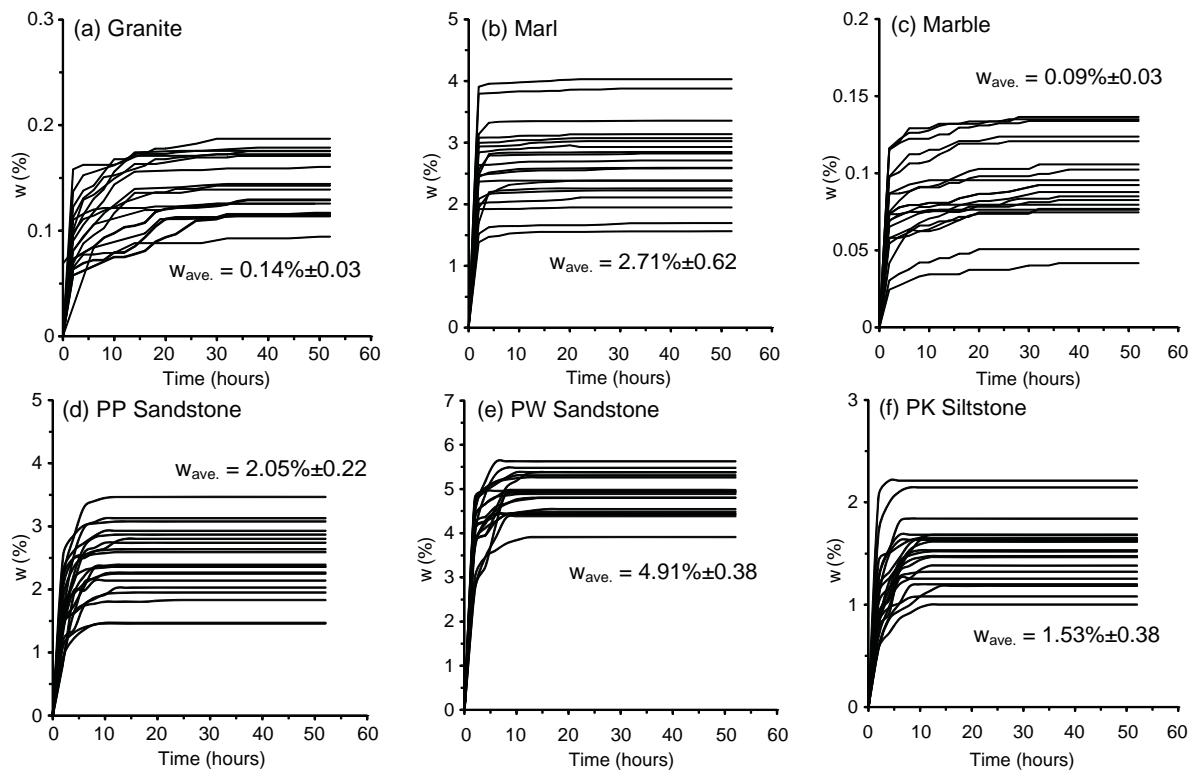 (a) Granite
0.3
0.2
0.1
0
w (%)
w_ave. = 0.14%±0.03
0 10 20 30 40 50 60
Time (hours)
(b) Marl
5
4
3
2
1
0
w (%)
w_ave. = 2.71%±0.62
0 10 20 30 40 50 60
Time (hours)
(c) Marble
0.2
0.15
0.1
0.05
0
w (%)
w_ave. = 0.09%±0.03
0 10 20 30 40 50 60
Time (hours)
(d) PP Sandstone
5
4
3
2
1
0
w (%)
w_ave. = 2.05%±0.22
0 10 20 30 40 50 60
Time (hours)
(e) PW Sandstone
7
6
5
4
3
2
1
0
w (%)
w_ave. = 4.91%±0.38
0 10 20 30 40 50 60
Time (hours)
(f) PK Siltstone
3
2
1
0
w (%)
w_ave. = 1.53%±0.38
0 10 20 30 40 50 60
Time (hours)